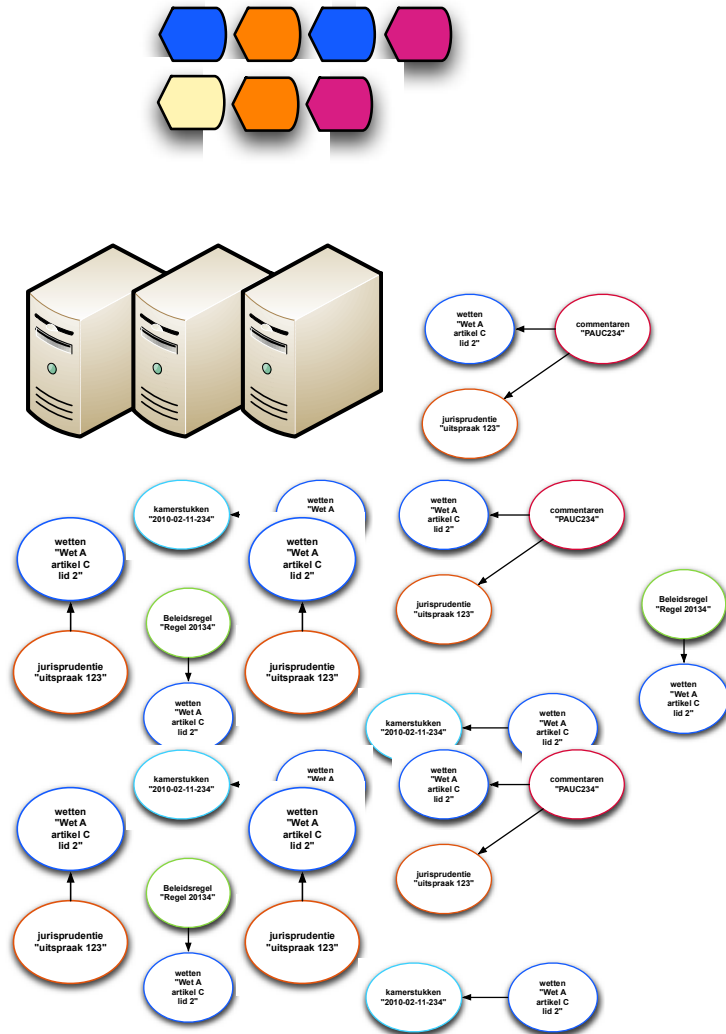 wetten
"Wet A
artikel C
lid 2"
commentaren
"PAUC234"
jurisprudentie
"uitspraak 123"
kamerstukken
"2010-02-11-234"
wetten
"Wet A
wetten
"Wet A
artikel C
lid 2"
commentaren
"PAUC234"
wetten
"Wet A
artikel C
lid 2"
wetten
"Wet A
artikel C
lid 2"
Beleidsregel
"Regel 20134"
jurisprudentie
"uitspraak 123"
Beleidsregel
"Regel 20134"
jurisprudentie
"uitspraak 123"
jurisprudentie
"uitspraak 123"
wetten
"Wet A
artikel C
lid 2"
wetten
"Wet A
artikel C
lid 2"
kamerstukken
"2010-02-11-234"
wetten
"Wet A
artikel C
lid 2"
kamerstukken
"2010-02-11-234"
wetten
"Wet A
wetten
"Wet A
artikel C
lid 2"
commentaren
"PAUC234"
wetten
"Wet A
artikel C
lid 2"
wetten
"Wet A
artikel C
lid 2"
jurisprudentie
"uitspraak 123"
Beleidsregel
"Regel 20134"
jurisprudentie
"uitspraak 123"
jurisprudentie
"uitspraak 123"
wetten
"Wet A
artikel C
lid 2"
kamerstukken
"2010-02-11-234"
wetten
"Wet A
artikel C
lid 2"